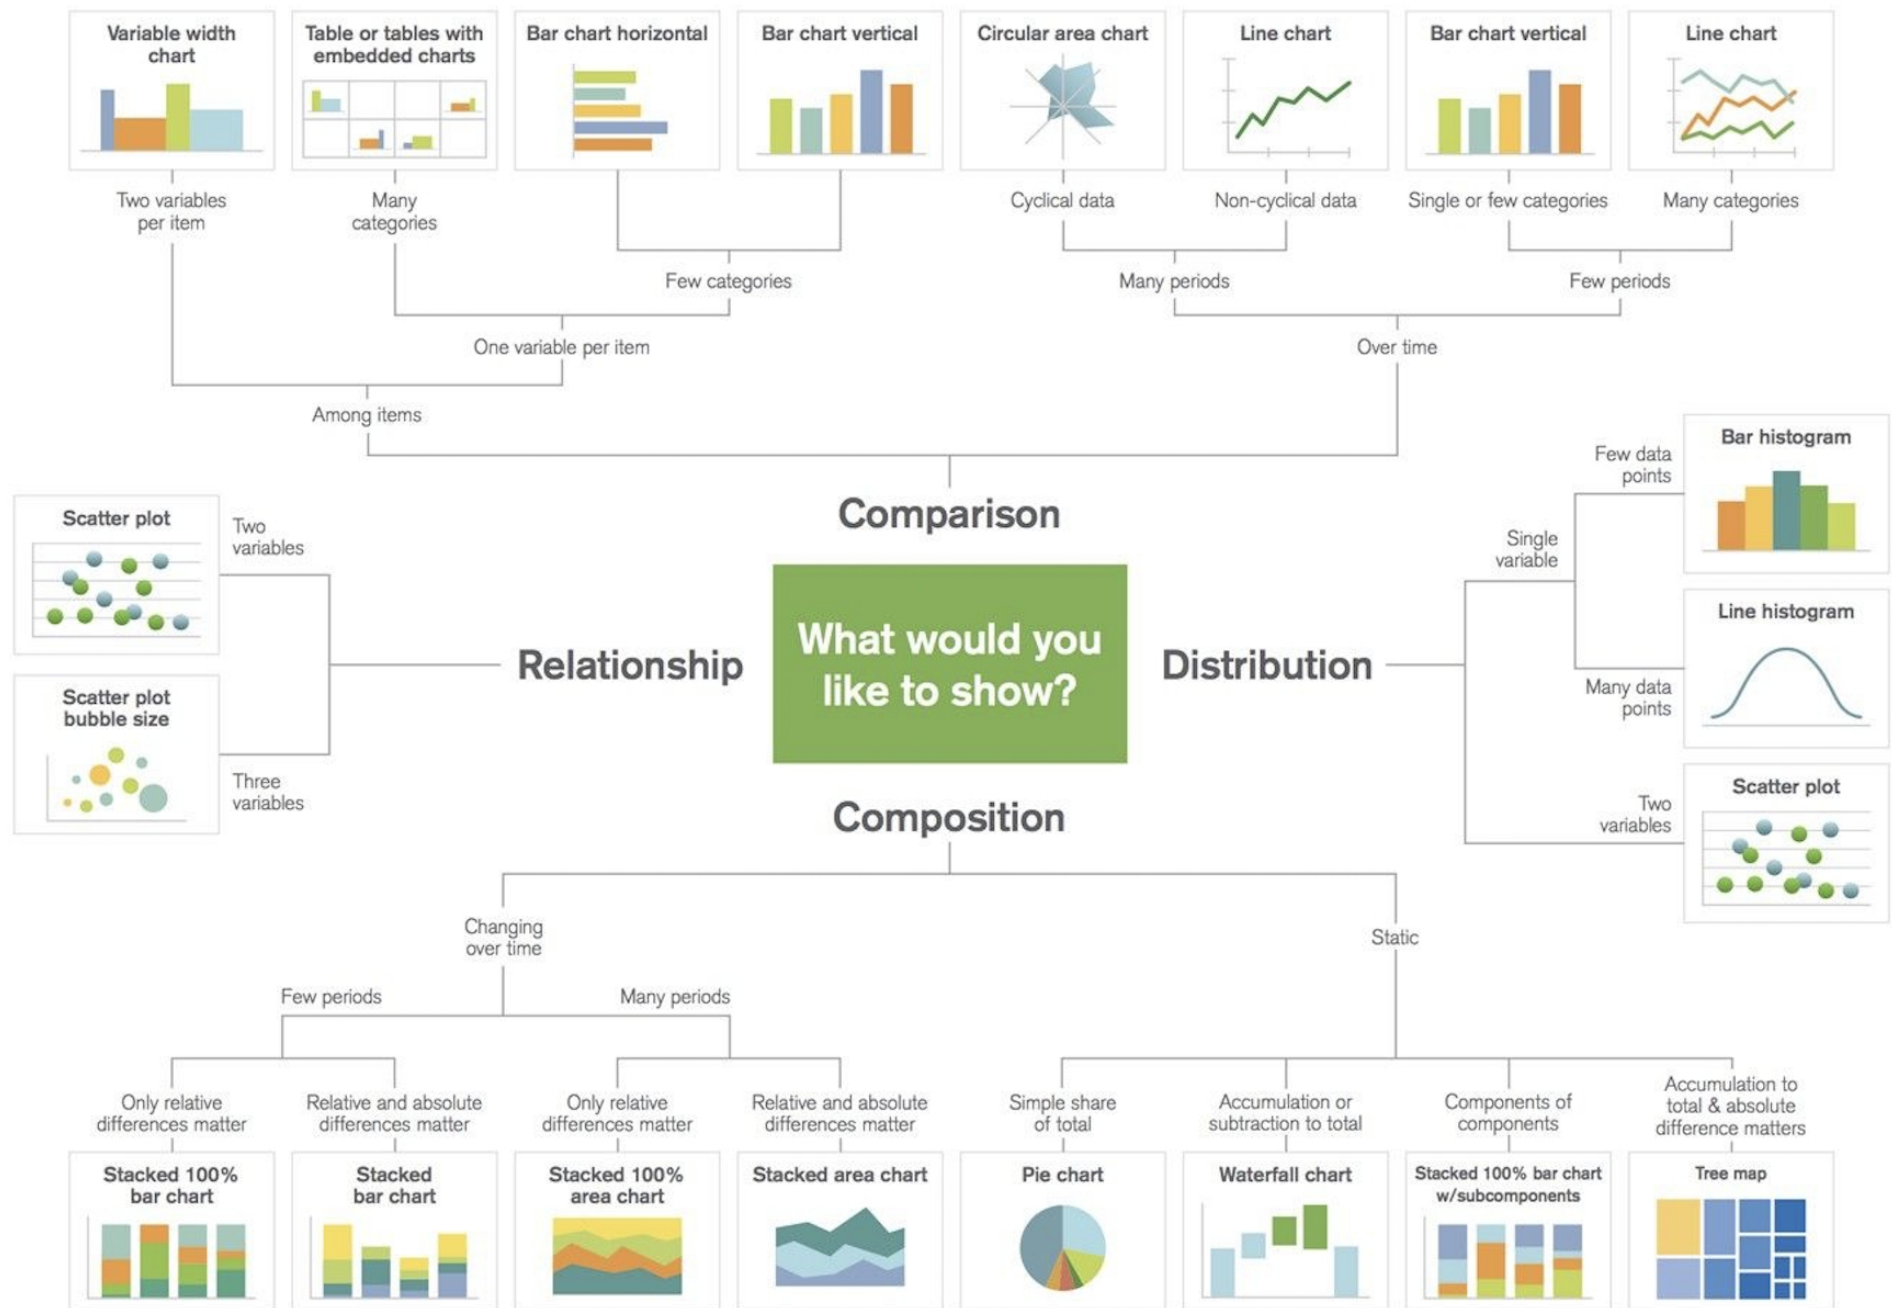 Variable width
chart
Table or tables with
embedded charts
Bar chart horizontal
Bar chart vertical
Circular area chart
Line chart
Bar chart vertical
Line chart
Two variables
per item
Many
categories
Cyclical data
Non-cyclical data
Single or few categories
Many categories
Few categories
Many periods
Few periods
One variable per item
Over time
Among items
Comparison
Scatter plot
Two
variables
Scatter plot
bubble size
Three
variables
Relationship
What would you
like to show?
Distribution
Single
variable
Few data
points
Bar histogram
Line histogram
Many data
points
Two
variables
Scatter plot
Composition
Changing
over time
Static
Few periods
Many periods
Only relative
differences matter
Relative and absolute
differences matter
Only relative
differences matter
Relative and absolute
differences matter
Simple share
of total
Accumulation or
subtraction to total
Components of
components
Accumulation to
total & absolute
difference matters
Stacked 100%
bar chart
Stacked
bar chart
Stacked 100%
area chart
Stacked area chart
Pie chart
Waterfall chart
Stacked 100% bar chart
w/subcomponents
Tree map